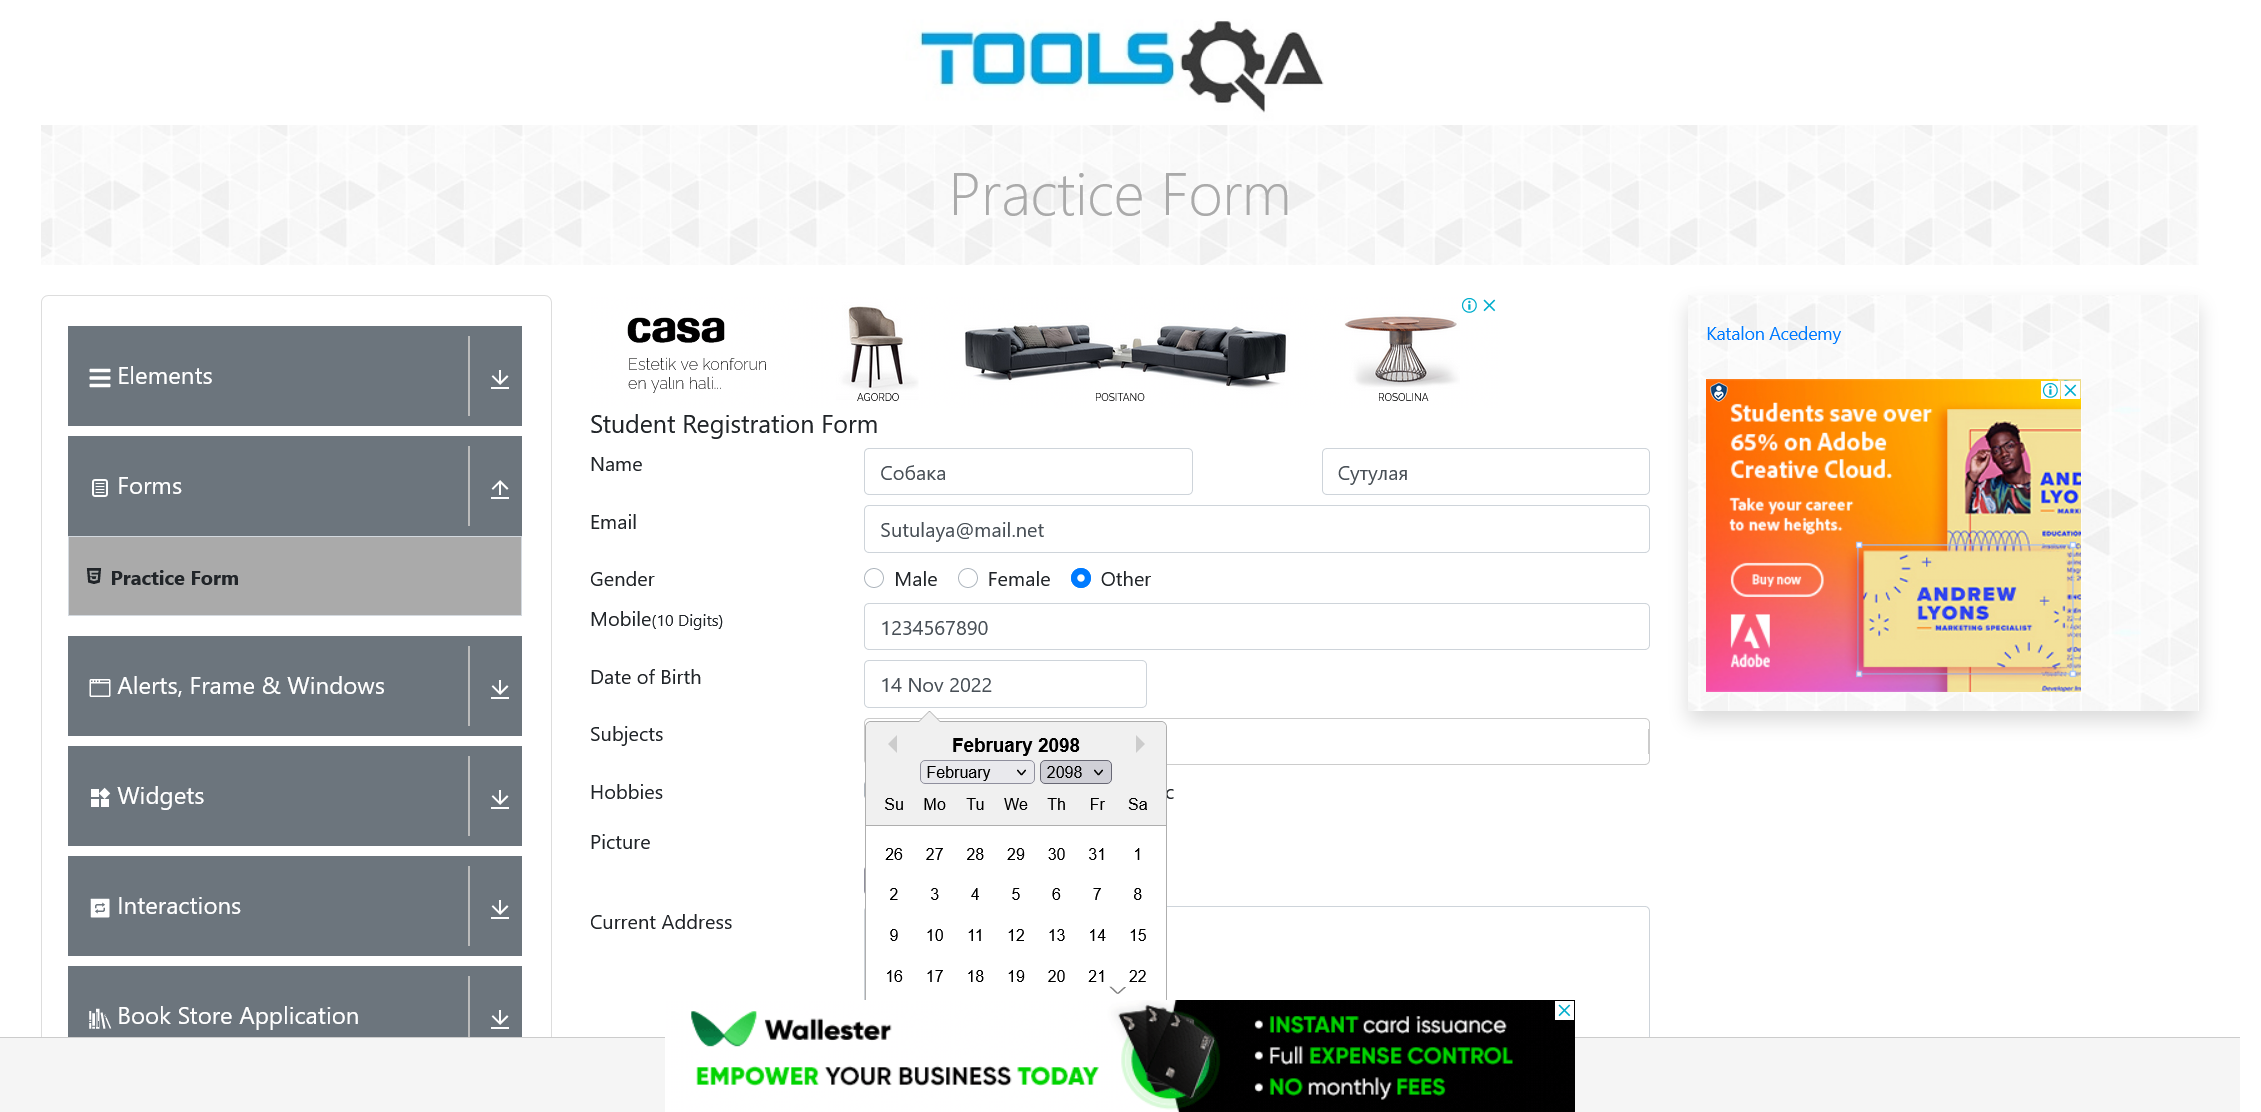 TOOLSQA
Practice Form
Elements
Forms
Practice Form
Alerts, Frame & Windows
Widgets
Interactions
Book Store Application
casa
Estetik ve konforun
en yalın hali...
AGORDO
POSITANO
ROSOLINA
Student Registration Form
Name
Собака
Сутулая
Email
Sutulaya@mail.net
Gender
Male Female Other
Mobile(10 Digits)
1234567890
Date of Birth
14 Nov 2022
Subjects
Hobbies
c
Picture
Current Address
February 2098
February 2098
Su Mo Tu We Th Fr Sa
26 27 28 29 30 31 1
2 3 4 5 6 7 8
9 10 11 12 13 14 15
16 17 18 19 20 21 22
Katalon Acedemy
Students save over
65% on Adobe
Creative Cloud.
Take your career
to new heights.
Buy now
Adobe
AND
LYO
MARK
EDUCATION
ANDREW
LYONS
MARKETING SPECIALIST
Developer In
Wallester
EMPOWER YOUR BUSINESS TODAY
• INSTANT card issuance
• Full EXPENSE CONTROL
• NO monthly FEES